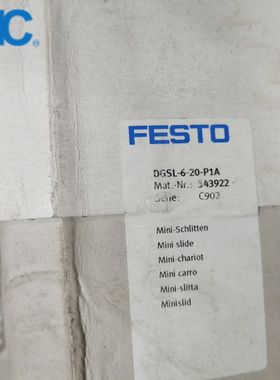 FESTO
DGSL-6-20-P1A
Mat.-Nr.: 543922
Serie: C902
Mini-Schlitten
Mini slide
Mini-chariot
Mini carro
Mini-slitta
Minislid